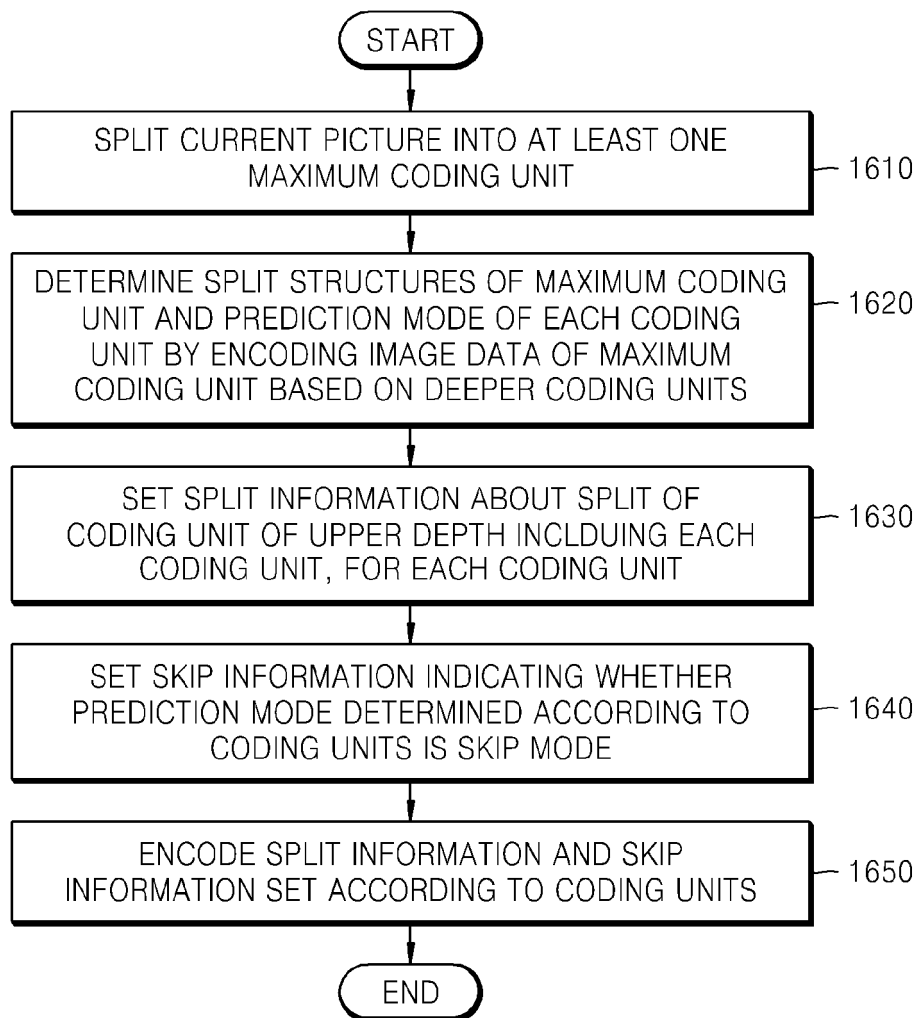 START
SPLIT CURRENT PICTURE INTO AT LEAST ONE
MAXIMUM CODING UNIT
1610
DETERMINE SPLIT STRUCTURES OF MAXIMUM CODING
UNIT AND PREDICTION MODE OF EACH CODING
UNIT BY ENCODING IMAGE DATA OF MAXIMUM
CODING UNIT BASED ON DEEPER CODING UNITS
1620
SET SPLIT INFORMATION ABOUT SPLIT OF
CODING UNIT OF UPPER DEPTH INCLDUING EACH
CODING UNIT, FOR EACH CODING UNIT
1630
SET SKIP INFORMATION INDICATING WHETHER
PREDICTION MODE DETERMINED ACCORDING TO
CODING UNITS IS SKIP MODE
1640
ENCODE SPLIT INFORMATION AND SKIP
INFORMATION SET ACCORDING TO CODING UNITS
1650
END